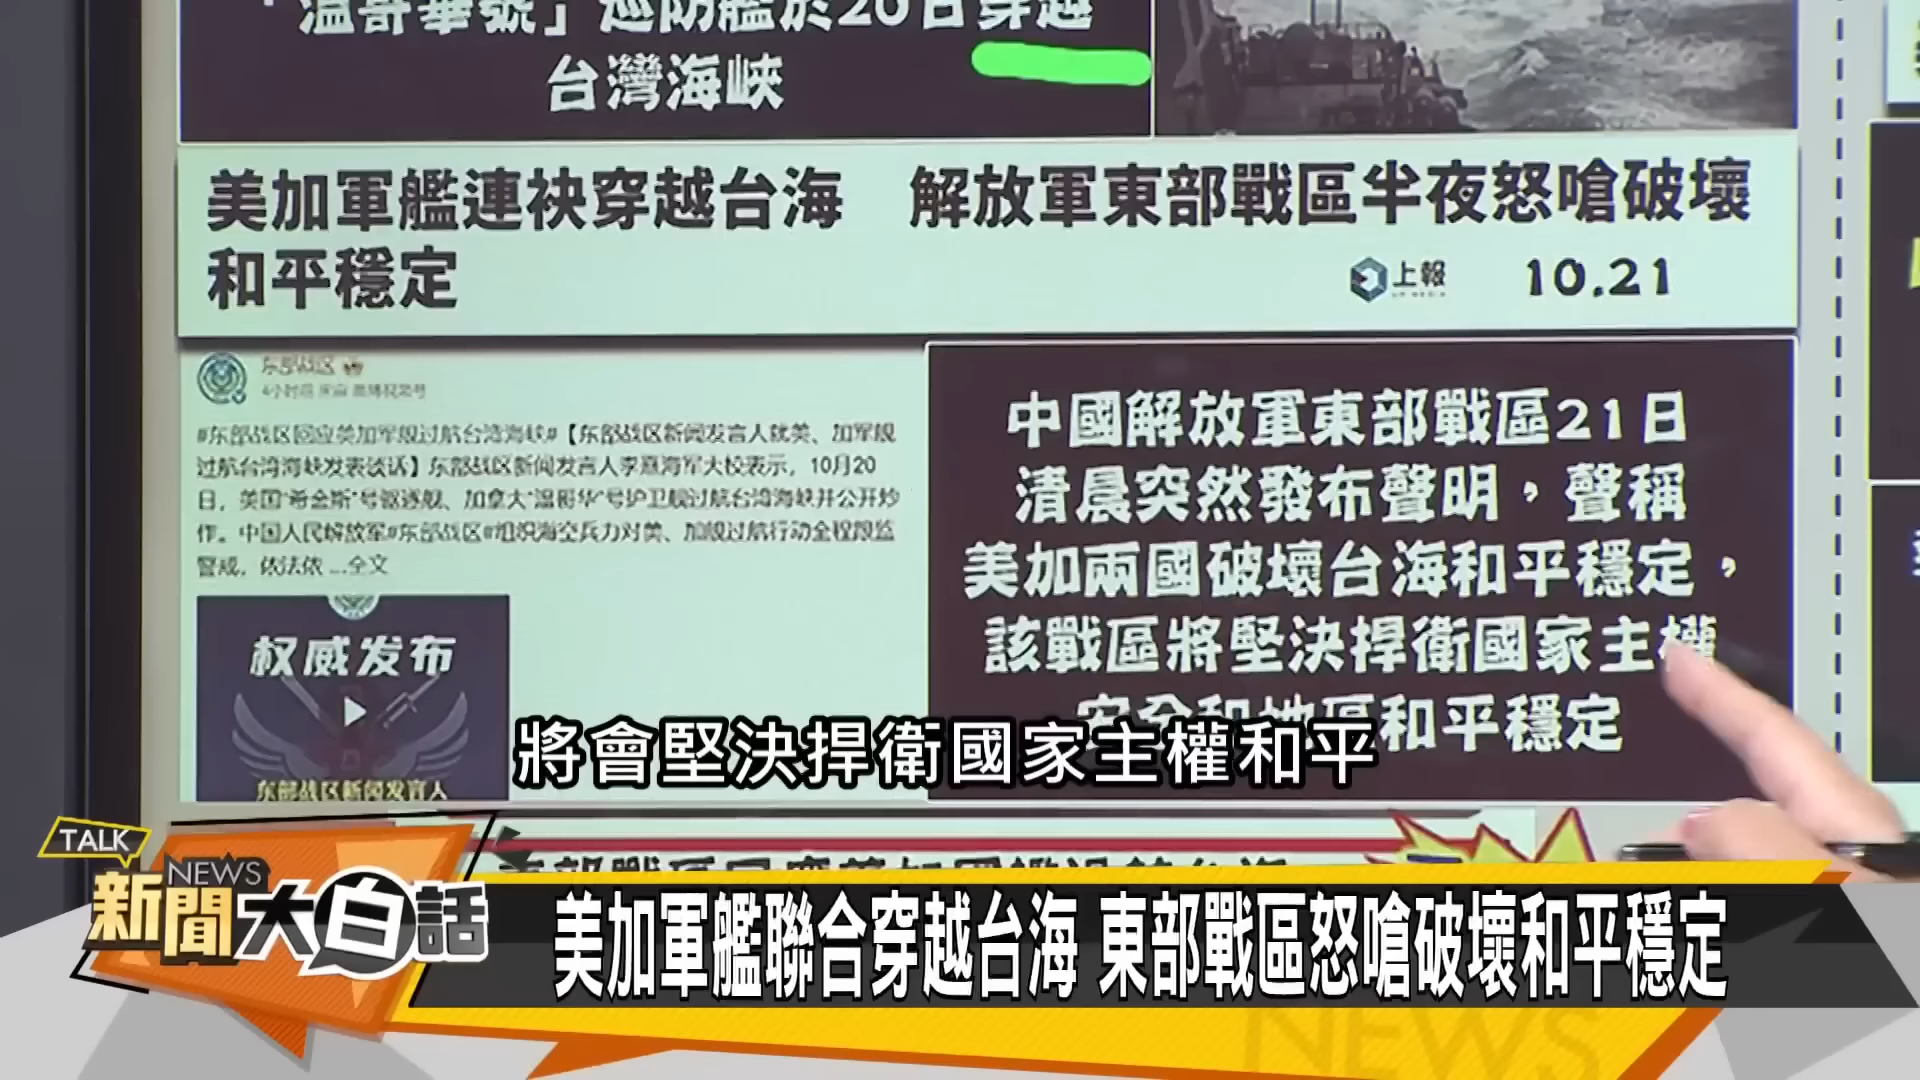 「溫哥華號」巡防艦於20日穿越
台灣海峽
美加軍艦連袂穿越台海 解放軍東部戰區半夜怒嗆破壞
和平穩定
上報 10.21
东部战区
#东部战区回应美加军舰过航台湾海峡#【东部战区新闻发言人就美、加军舰
过航台湾海峡发表谈话】东部战区新闻发言人李熹海军大校表示，10月20
日，美国“希金斯”号驱逐舰、加拿大“温哥华”号护卫舰过航台湾海峡并公开炒
作。中国人民解放军#东部战区#组织海空兵力对美、加舰过航行动全程跟监
警戒，依法依 ...全文
权威发布
东部战区新闻发言人
中國解放軍東部戰區21日
清晨突然發布聲明，聲稱
美加兩國破壞台海和平穩定，
該戰區將堅決捍衛國家主權
安全和地區和平穩定
將會堅決捍衛國家主權和平
TALK
NEWS
新聞大白話
美加軍艦聯合穿越台海 東部戰區怒嗆破壞和平穩定
NEWS